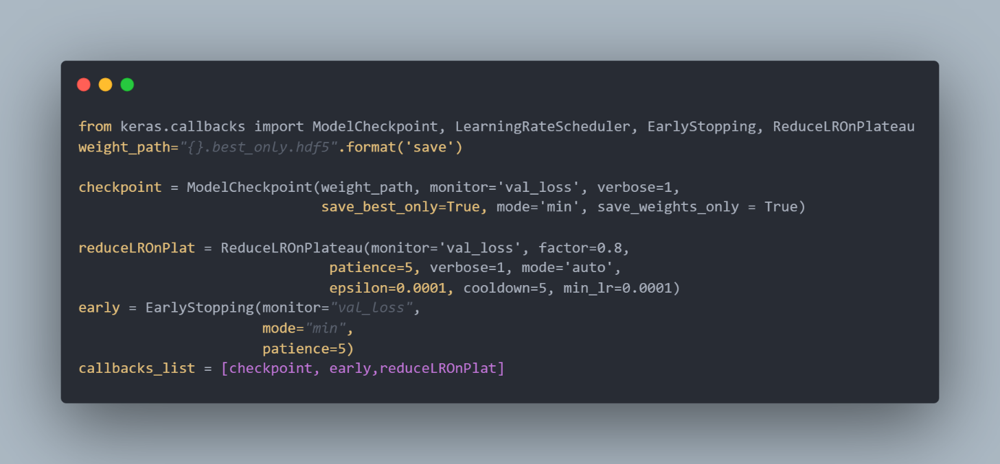 from keras.callbacks import ModelCheckpoint, LearningRateScheduler, EarlyStopping, ReduceLROnPlateau
weight_path="{}.best_only.hdf5".format('save')
checkpoint = ModelCheckpoint(weight_path, monitor='val_loss', verbose=1,
save_best_only=True, mode='min', save_weights_only = True)
reduceLROnPlat = ReduceLROnPlateau(monitor='val_loss', factor=0.8,
patience=5, verbose=1, mode='auto',
epsilon=0.0001, cooldown=5, min_lr=0.0001)
early = EarlyStopping(monitor="val_loss",
mode="min",
patience=5)
callbacks_list = [checkpoint, early,reduceLROnPlat]